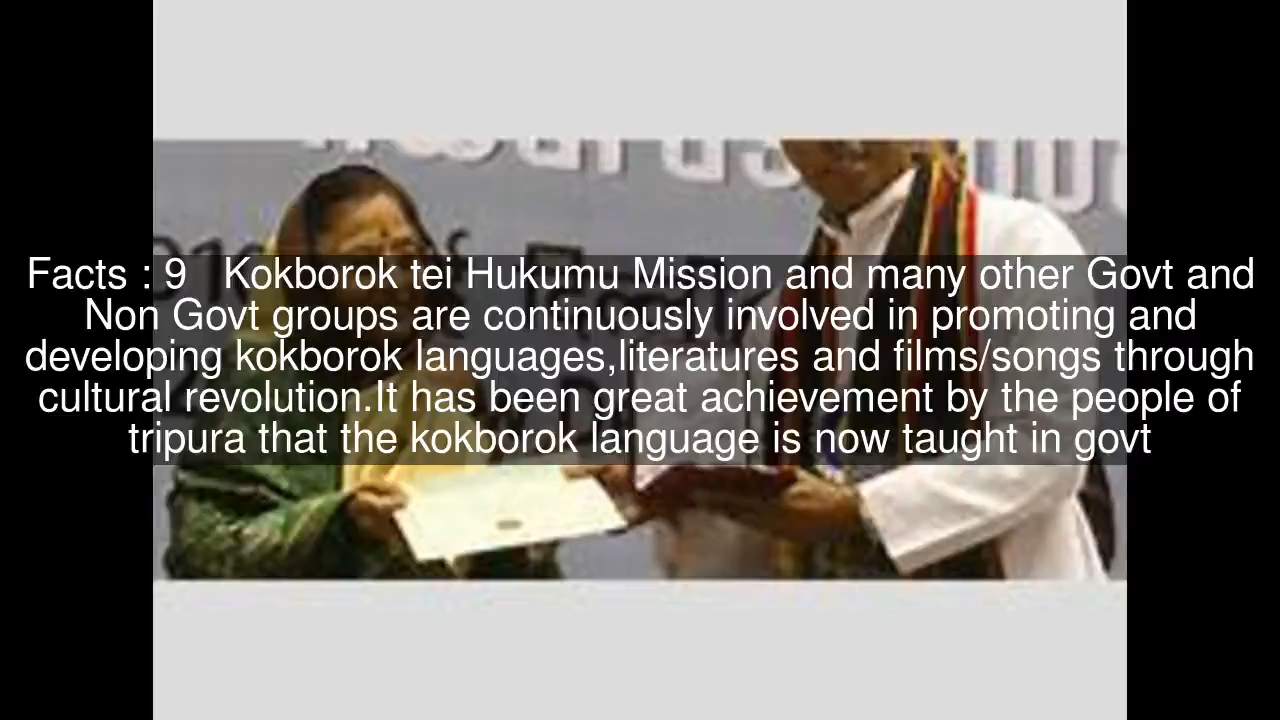 Facts : 9 Kokborok tei Hukumu Mission and many other Govt and
Non Govt groups are continuously involved in promoting and
developing kokborok languages,literatures and films/songs through
cultural revolution.It has been great achievement by the people of
tripura that the kokborok language is now taught in govt